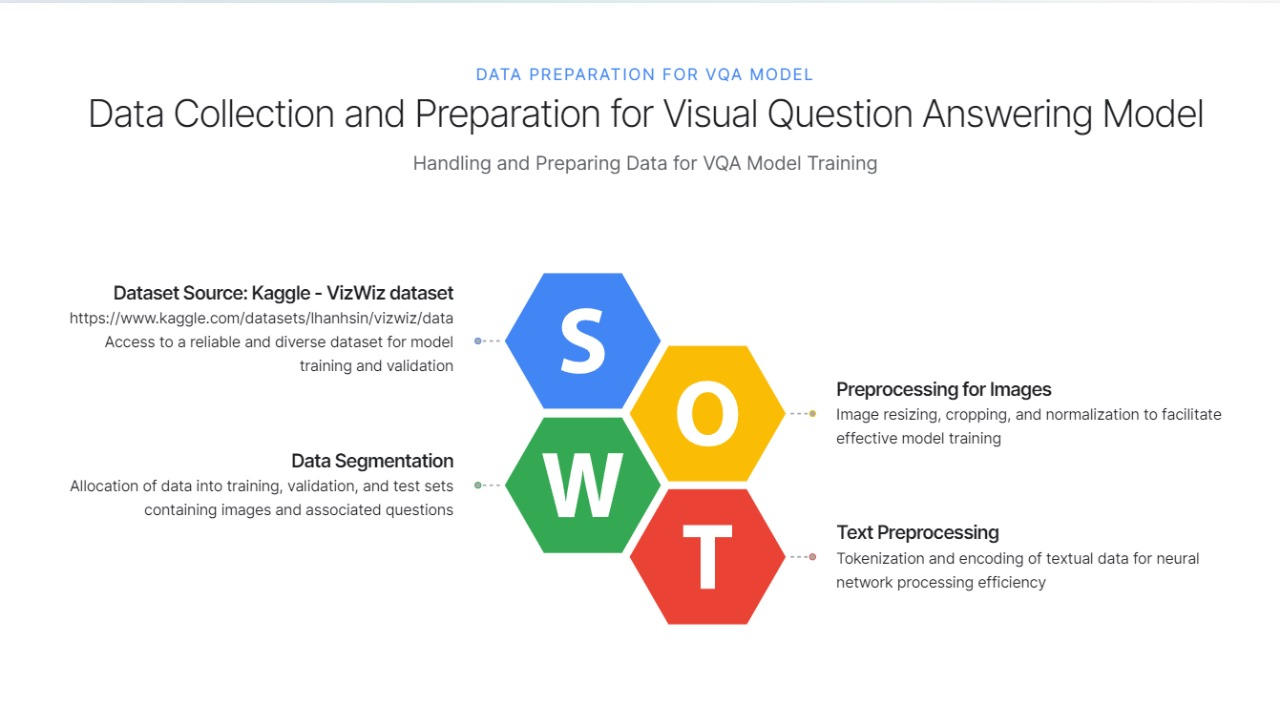 DATA PREPARATION FOR VQA MODEL
Data Collection and Preparation for Visual Question Answering Model
Handling and Preparing Data for VQA Model Training
Dataset Source: Kaggle - VizWiz dataset
https://www.kaggle.com/datasets/lhanhsin/vizwiz/data
Access to a reliable and diverse dataset for model
training and validation
S
O
Preprocessing for Images
Image resizing, cropping, and normalization to facilitate
effective model training
Data Segmentation
Allocation of data into training, validation, and test sets
containing images and associated questions
W
T
Text Preprocessing
Tokenization and encoding of textual data for neural
network processing efficiency